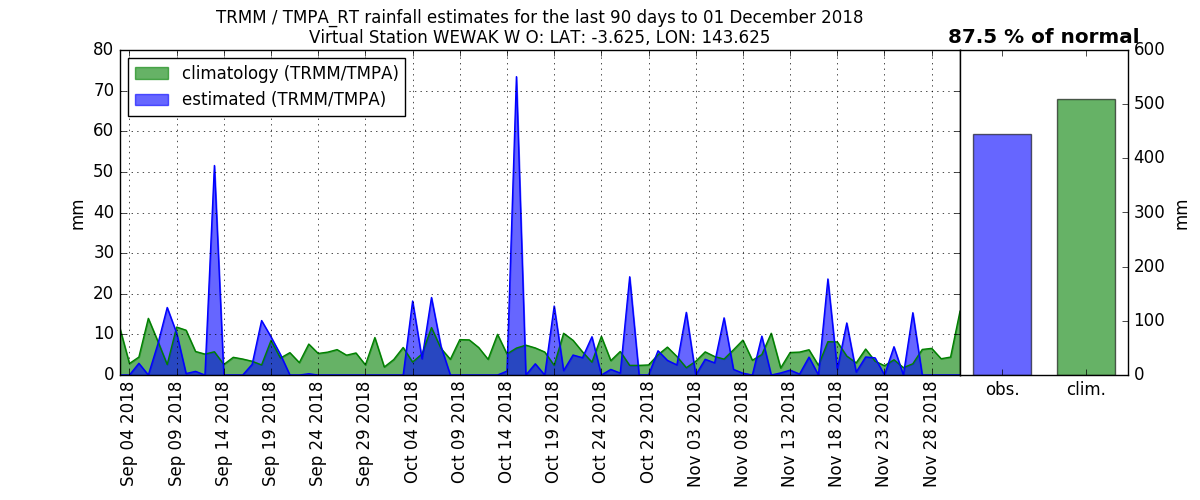 TRMM / TMPA_RT rainfall estimates for the last 90 days to 01 December 2018
Virtual Station WEWAK W O: LAT: -3.625, LON: 143.625
87.5 % of normal
climatology (TRMM/TMPA)
estimated (TRMM/TMPA)
80
70
60
50
40
30
20
10
0
mm
Sep 04 2018
Sep 09 2018
Sep 14 2018
Sep 19 2018
Sep 24 2018
Sep 29 2018
Oct 04 2018
Oct 09 2018
Oct 14 2018
Oct 19 2018
Oct 24 2018
Oct 29 2018
Nov 03 2018
Nov 08 2018
Nov 13 2018
Nov 18 2018
Nov 23 2018
Nov 28 2018
obs.
clim.
600
500
400
300
200
100
0
mm